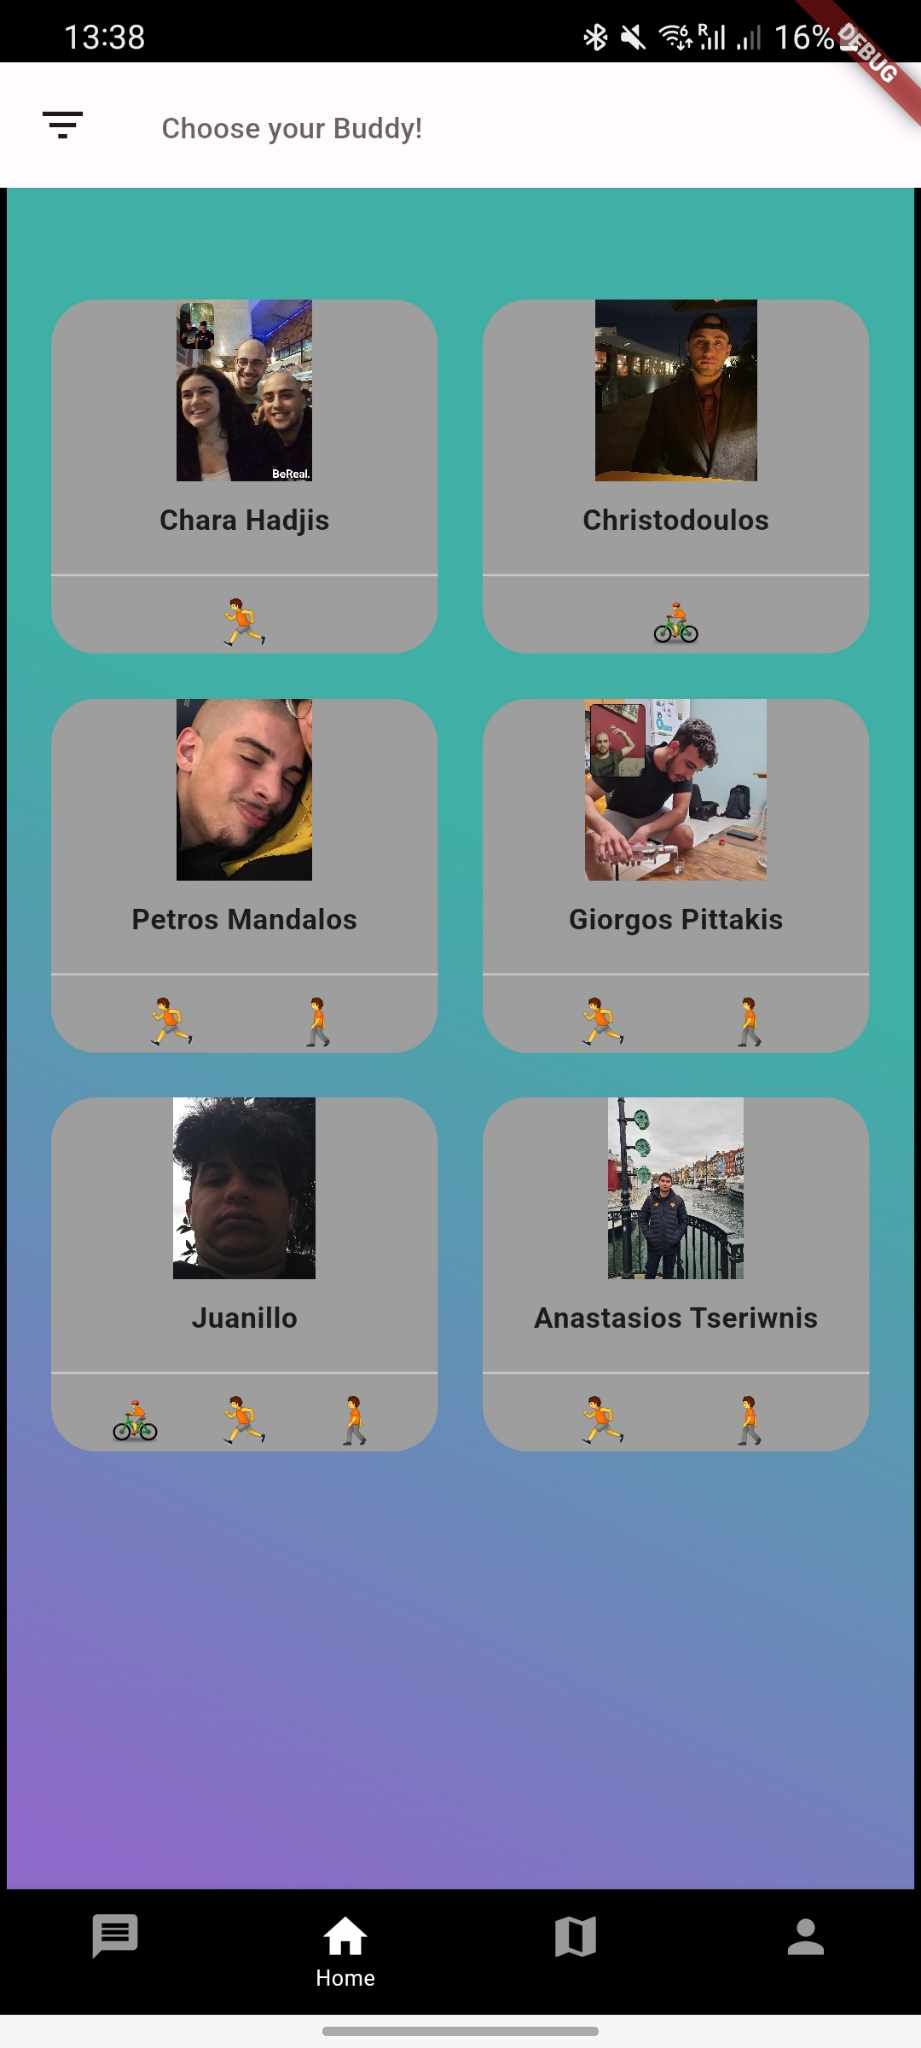 13:38
R
16%
DEBUG
Choose your Buddy!
BeReal.
Chara Hadjis
Christodoulos
Petros Mandalos
Giorgos Pittakis
Juanillo
Anastasios Tseriwnis
Home